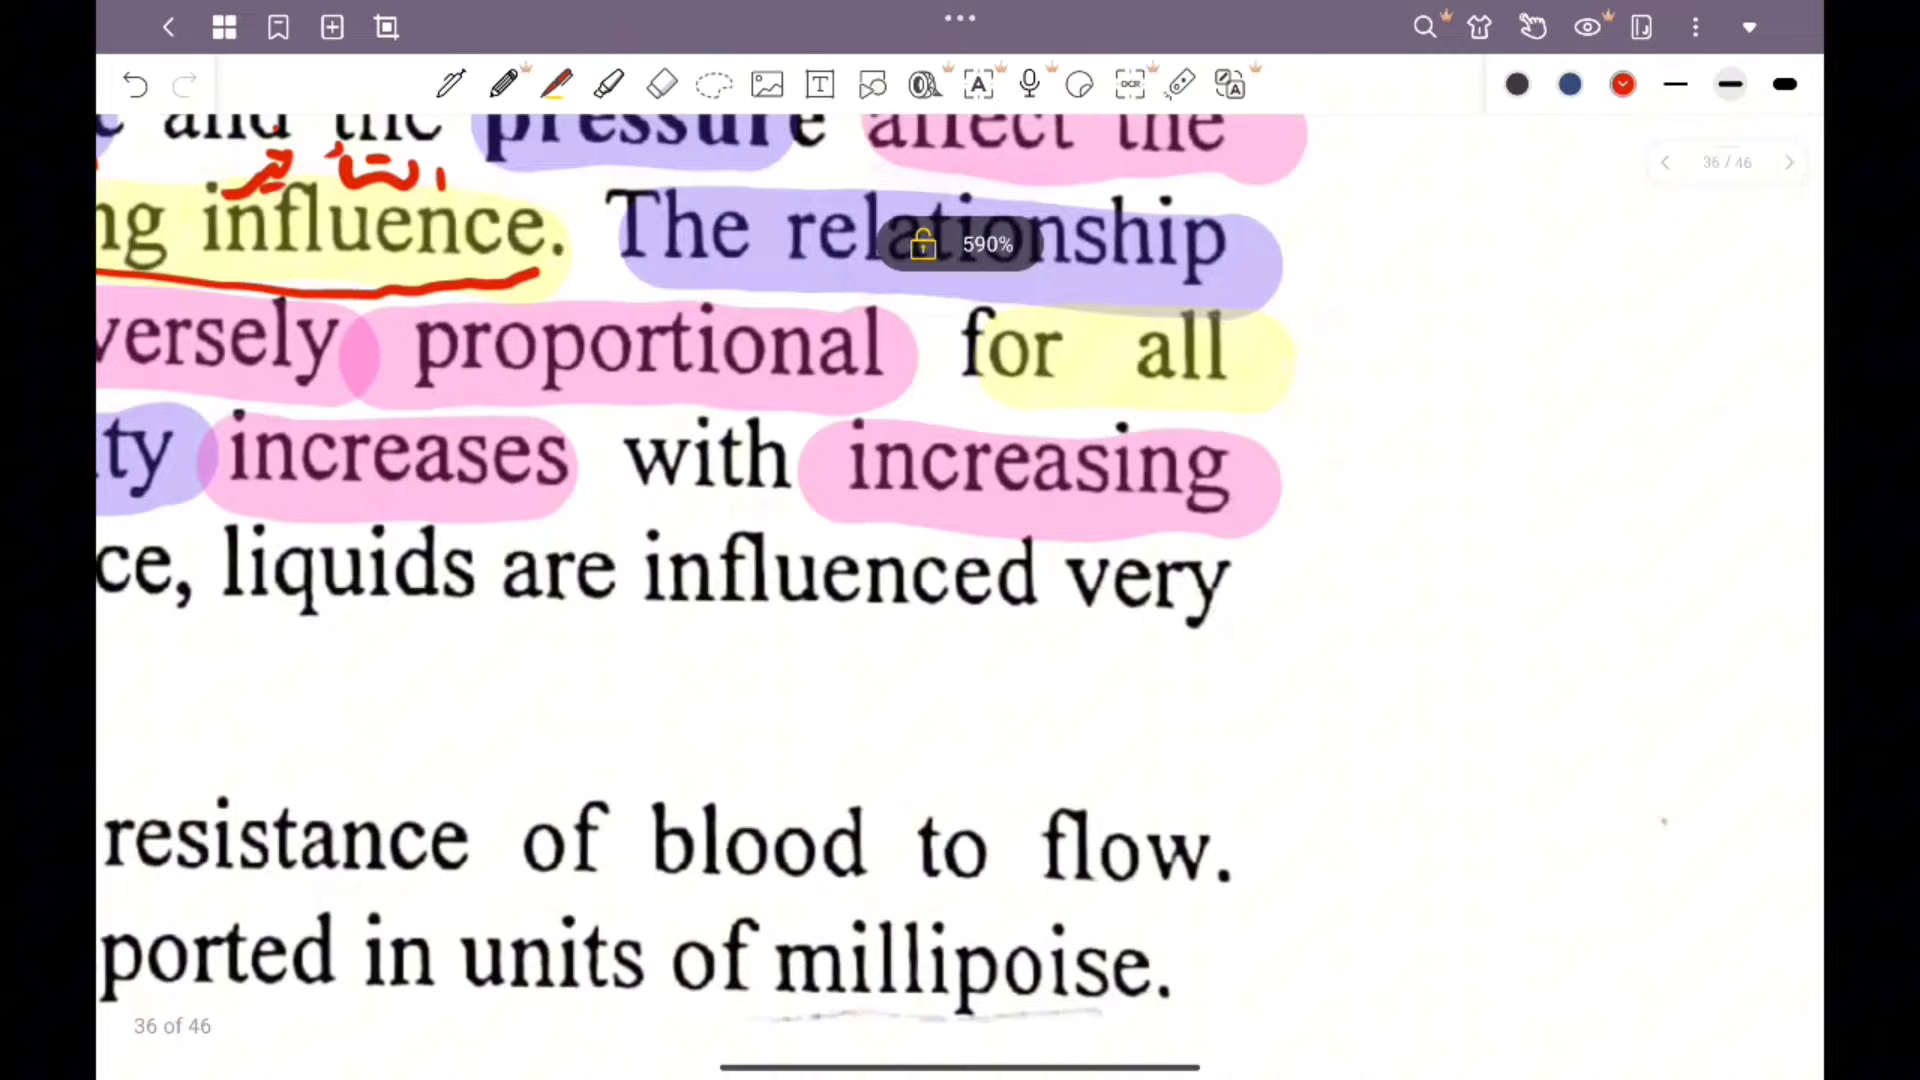 36 / 46
and the pressure affect the
ng influence. The relationship
590%
versely proportional for all
ty increases with increasing
ce, liquids are influenced very
resistance of blood to flow.
ported in units of millipoise.
36 of 46